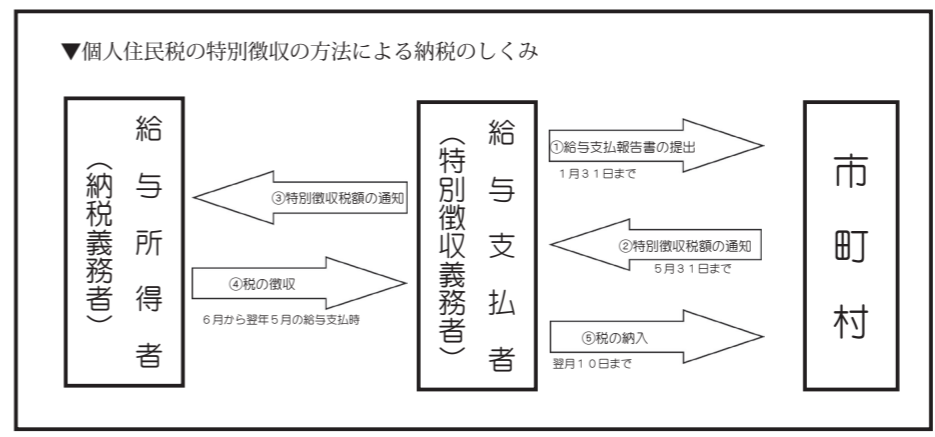 ▼個人住民税の特別徴収の方法による納税のしくみ
給与所得者
（納税義務者）
給与支払者
（特別徴収義務者）
市町村
①給与支払報告書の提出
１月３１日まで
②特別徴収税額の通知
５月３１日まで
③特別徴収税額の通知
④税の徴収
６月から翌年５月の給与支払時
⑤税の納入
翌月１０日まで